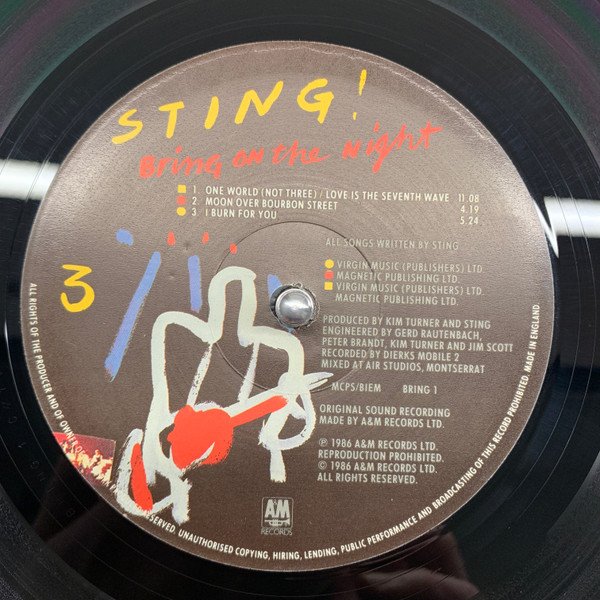 STING!
Bring on the Night
1. ONE WORLD (NOT THREE) / LOVE IS THE SEVENTH WAVE 11.08
2. MOON OVER BOURBON STREET 4.19
3 I BURN FOR YOU 5.24
ALL SONGS WRITTEN BY STING
3
VIRGIN MUSIC (PUBLISHERS) LTD
MAGNETIC PUBLISHING LTD.
VIRGIN MUSIC (PUBLISHERS) LTD
MAGNETIC PUBLISHING LTD.
PRODUCED BY KIM TURNER AND STING
ENGINEERED BY GERD RAUTENBACH,
PETER BRANDT, KIM TURNER AND JIM SCOTT
RECORDED BY DIERKS MOBILE 2
MIXED AT AIR STUDIOS, MONTSERRAT
MCPS/BIEM BRING 1
ORIGINAL SOUND RECORDING
MADE BY A&M RECORDS LTD.
℗ 1986 A&M RECORDS LTD.
REPRODUCTION PROHIBITED.
© 1986 A&M RECORDS LTD.
ALL RIGHTS RESERVED.
A&M
RECORDS
ALL RIGHTS OF THE PRODUCER AND OF OWNER
RESERVED. UNAUTHORISED COPYING, HIRING, LENDING, PUBLIC PERFORMANCE AND BROADCASTING OF THIS RECORD PROHIBITED MADE IN ENGLAND